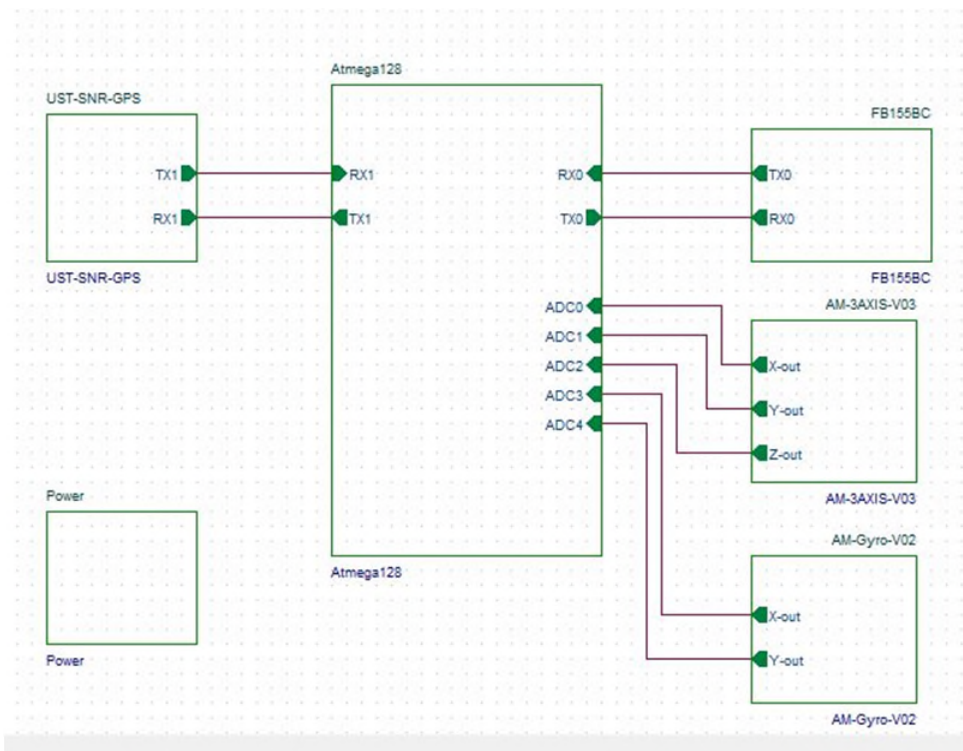 Atmega128
UST-SNR-GPS
FB155BC
TX1
RX1
RX0
TX0
RX1
TX1
TX0
RX0
UST-SNR-GPS
FB155BC
AM-3AXIS-V03
ADC0
ADC1
ADC2
X-out
ADC3
Y-out
ADC4
Z-out
Power
AM-3AXIS-V03
AM-Gyro-V02
Atmega128
X-out
Power
Y-out
AM-Gyro-V02